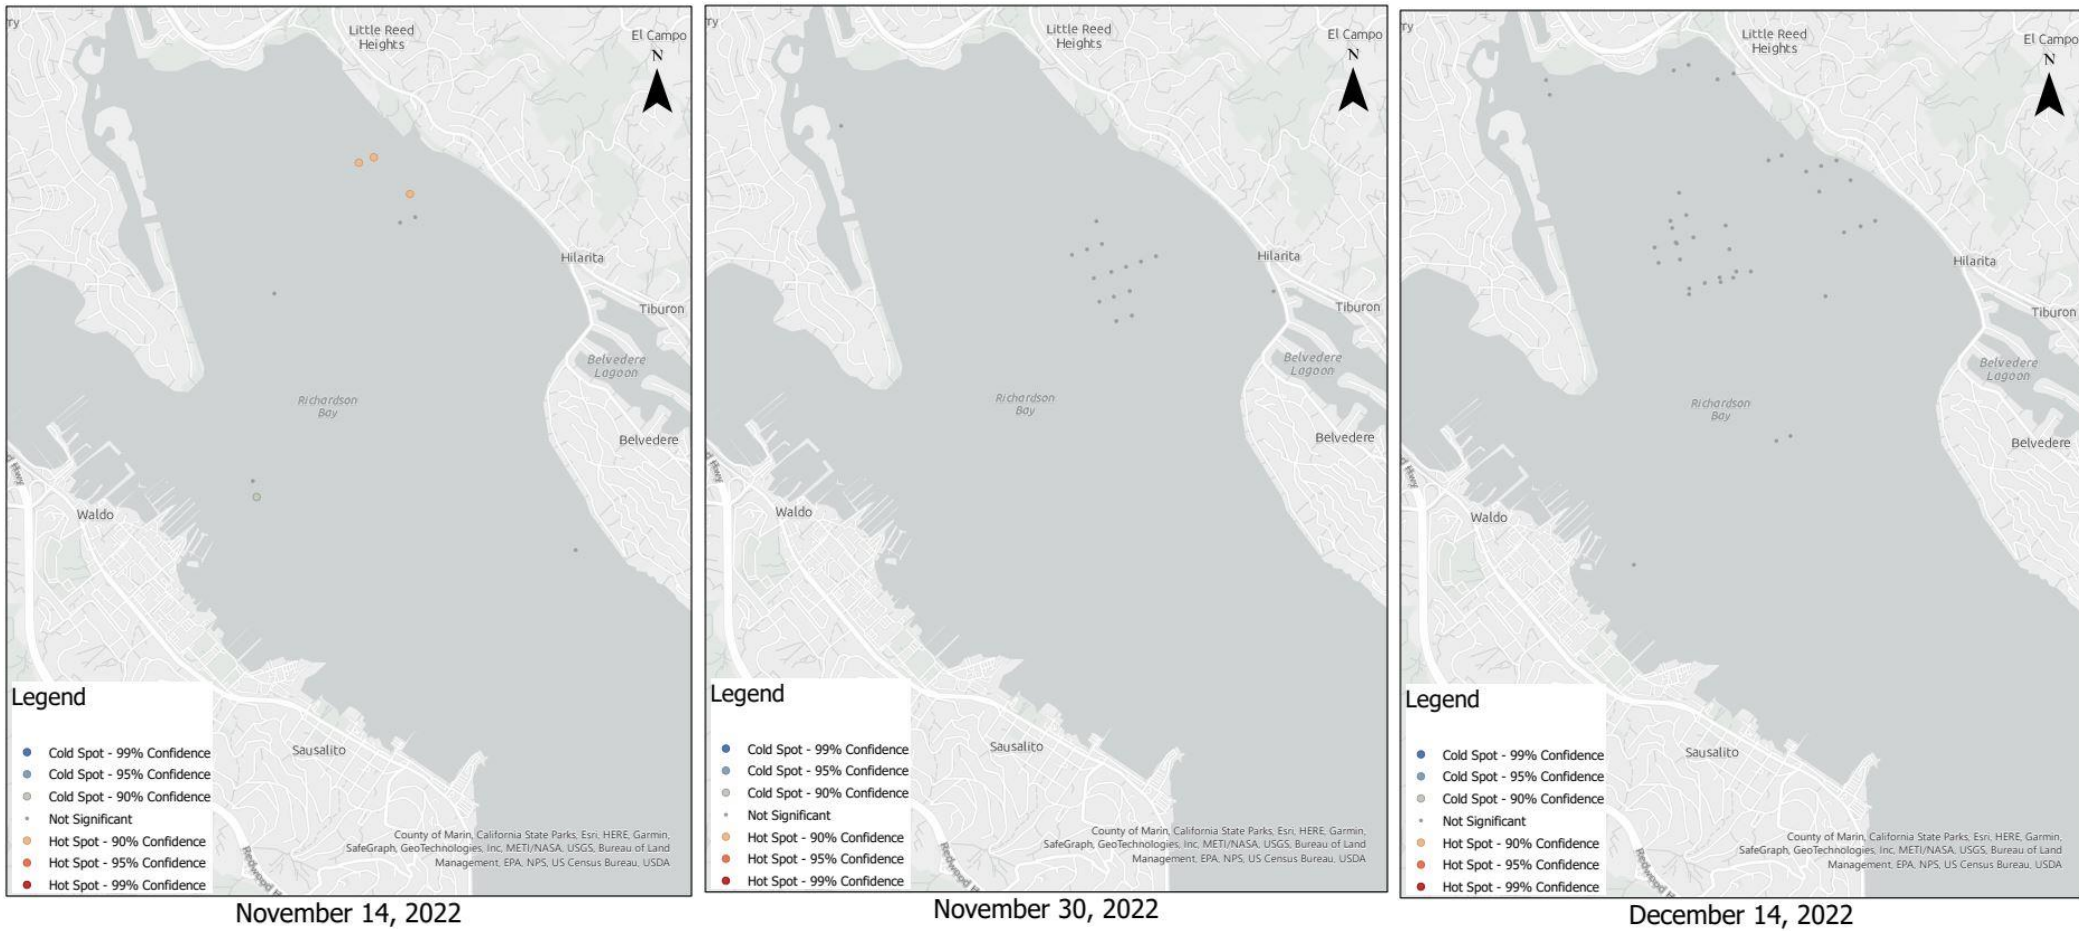 ry
Little Reed
Heights
El Campo
N
Hilarita
Tiburon
Belvedere
Lagoon
Richardson
Bay
Belvedere
Waldo
Legend
Cold Spot - 99% Confidence
Cold Spot - 95% Confidence
Cold Spot - 90% Confidence
Not Significant
Hot Spot - 90% Confidence
Hot Spot - 95% Confidence
Hot Spot - 99% Confidence
Sausalito
County of Marin, California State Parks, Esri, HERE, Garmin,
SafeGraph, GeoTechnologies, Inc, METI/NASA, USGS, Bureau of Land
Management, EPA, NPS, US Census Bureau, USDA
Redwood H
November 14, 2022
ry
Little Reed
Heights
El Campo
N
Hilarita
Tiburon
Belvedere
Lagoon
Richardson
Bay
Belvedere
Waldo
Legend
Cold Spot - 99% Confidence
Cold Spot - 95% Confidence
Cold Spot - 90% Confidence
Not Significant
Hot Spot - 90% Confidence
Hot Spot - 95% Confidence
Hot Spot - 99% Confidence
Sausalito
County of Marin, California State Parks, Esri, HERE, Garmin,
SafeGraph, GeoTechnologies, Inc, METI/NASA, USGS, Bureau of Land
Management, EPA, NPS, US Census Bureau, USDA
Redwood H
November 30, 2022
ry
Little Reed
Heights
El Campo
N
Hilarita
Tiburon
Belvedere
Lagoon
Richardson
Bay
Belvedere
Waldo
Legend
Cold Spot - 99% Confidence
Cold Spot - 95% Confidence
Cold Spot - 90% Confidence
Not Significant
Hot Spot - 90% Confidence
Hot Spot - 95% Confidence
Hot Spot - 99% Confidence
Sausalito
County of Marin, California State Parks, Esri, HERE, Garmin,
SafeGraph, GeoTechnologies, Inc, METI/NASA, USGS, Bureau of Land
Management, EPA, NPS, US Census Bureau, USDA
Redwood H
December 14, 2022